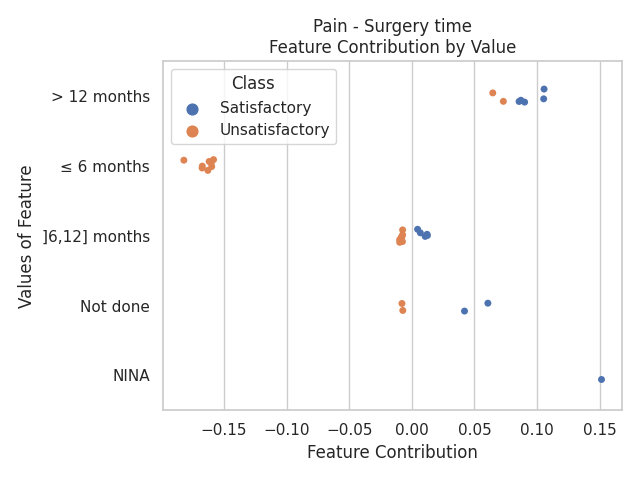 Pain - Surgery time
Feature Contribution by Value
Class
Satisfactory
Unsatisfactory
Values of Feature
> 12 months
≤ 6 months
]6,12] months
Not done
NINA
−0.15 −0.10 −0.05 0.00 0.05 0.10 0.15
Feature Contribution